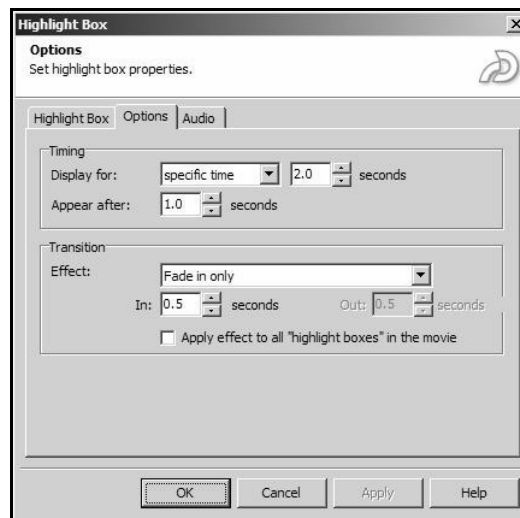 Highlight Box
Options
Set highlight box properties.
Highlight Box Options Audio
Timing
Display for: specific time 2.0 seconds
Appear after: 1.0 seconds
Transition
Effect: Fade in only
In: 0.5 seconds Out: 0.5 seconds
Apply effect to all "highlight boxes" in the movie
OK Cancel Apply Help